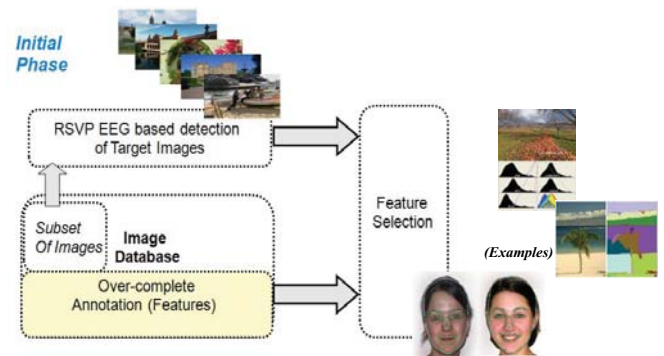 Initial
Phase
RSVP EEG based detection
of Target Images
Subset
Of Images
Image
Database
Over-complete
Annotation (Features)
Feature
Selection
(Examples)